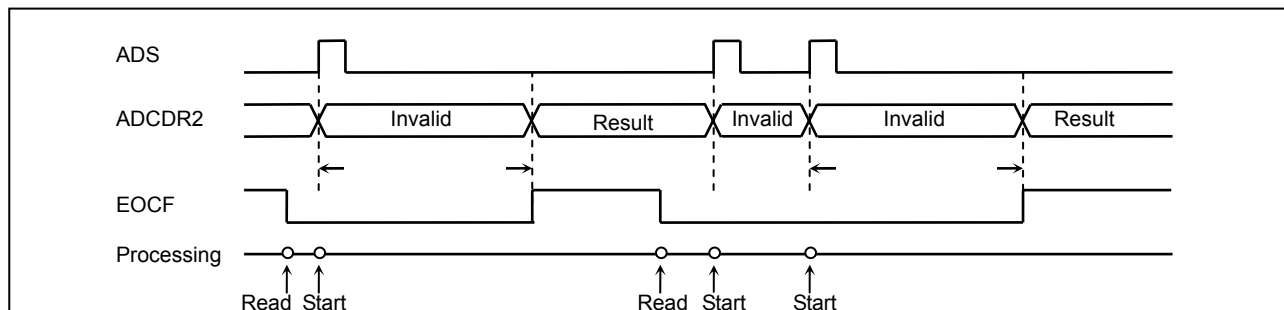 ADS
ADCDR2 Invalid Result Invalid Invalid Result
EOCF
Processing
Read Start Read Start Start